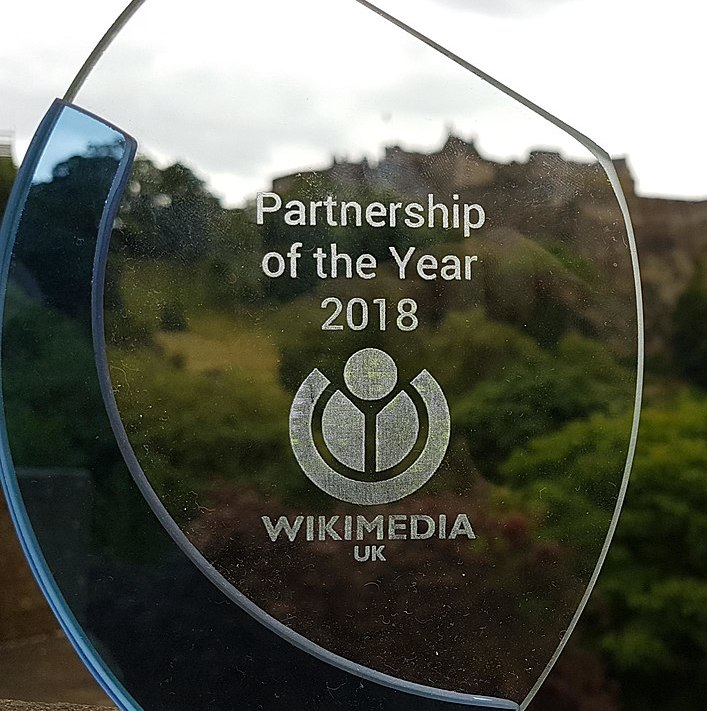 Partnership
of the Year
2018
WIKIMEDIA
UK